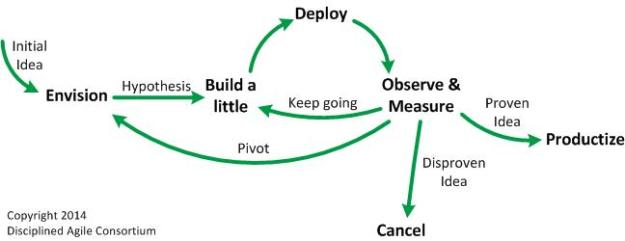 Deploy
Initial
Idea
Envision
Hypothesis
Build a
little
Keep going
Observe &
Measure
Proven
Idea
Productize
Pivot
Disproven
Idea
Cancel
Copyright 2014
Disciplined Agile Consortium